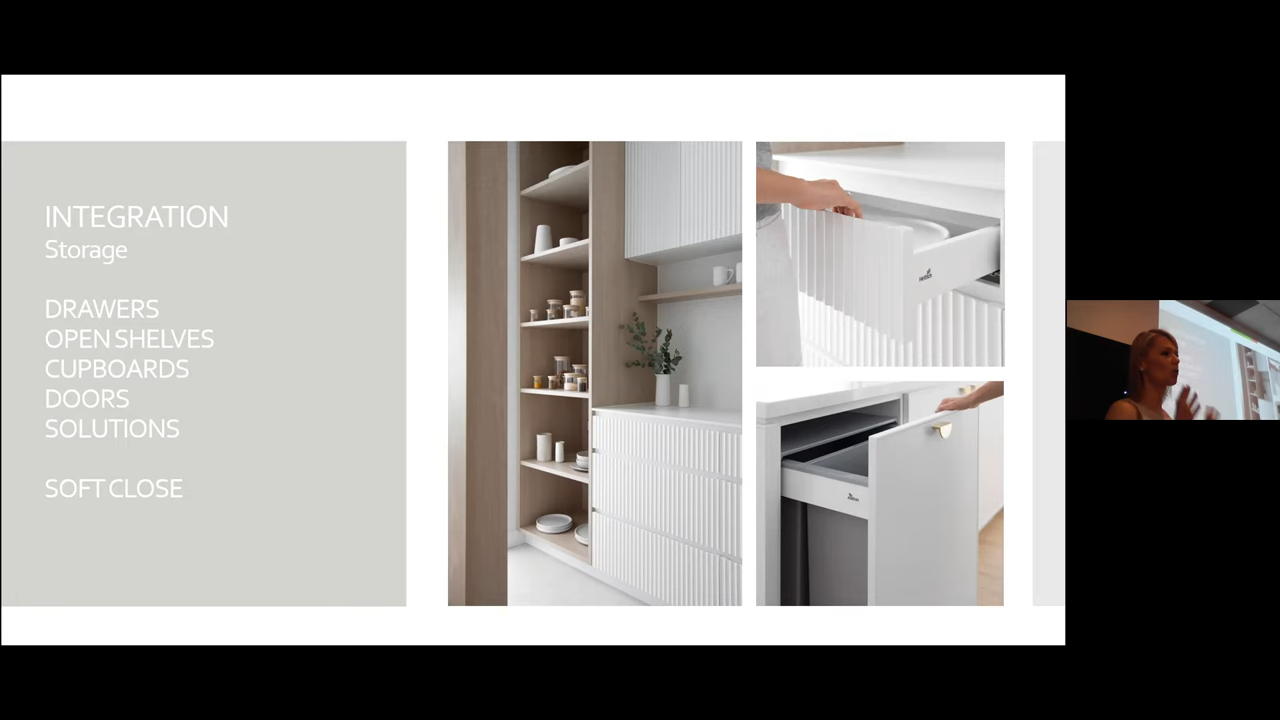 INTEGRATION
Storage
DRAWERS
OPEN SHELVES
CUPBOARDS
DOORS
SOLUTIONS
SOFT CLOSE